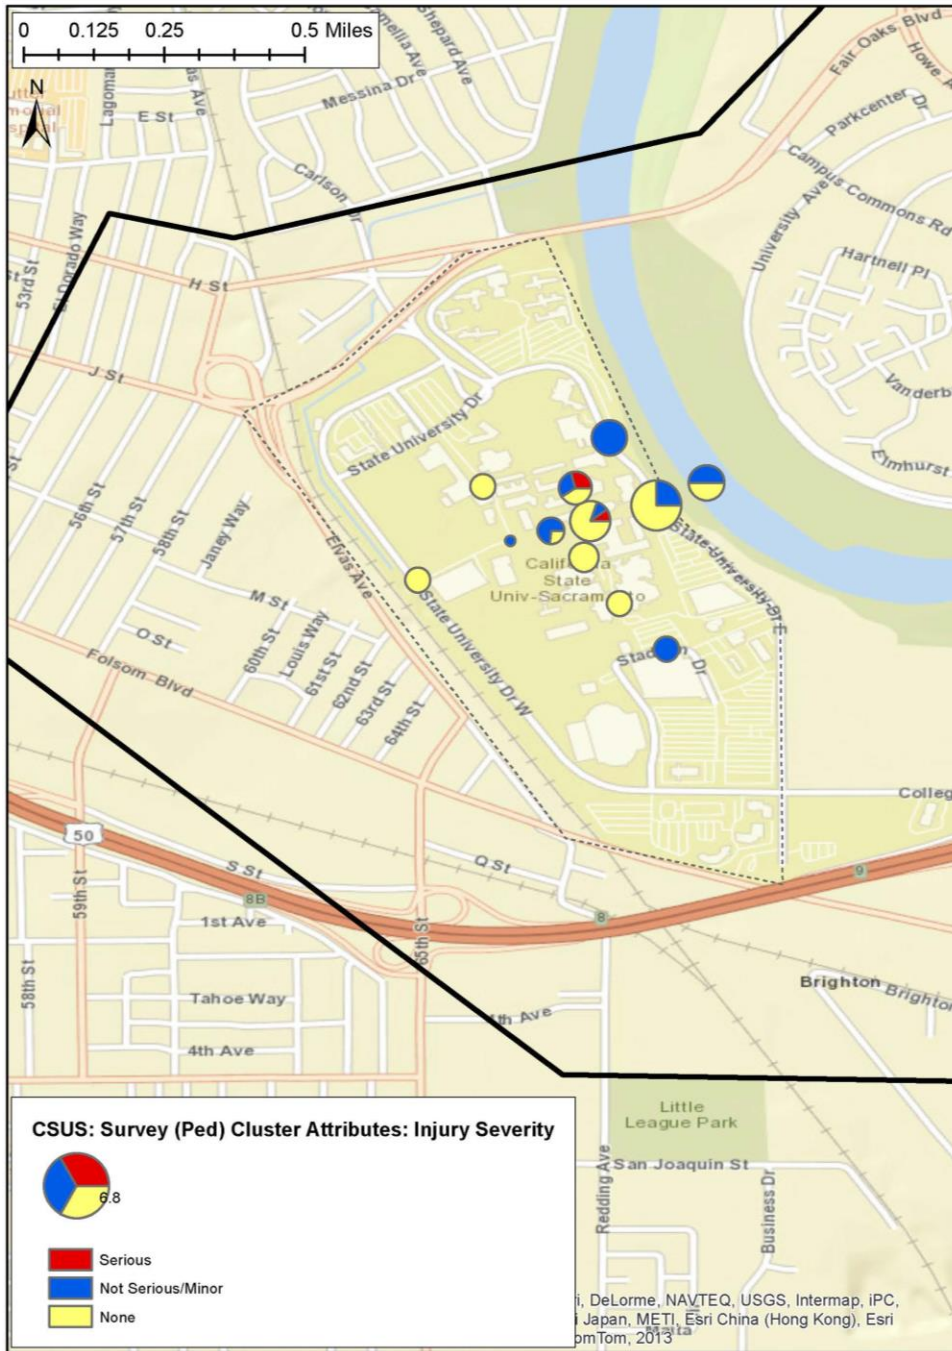 0 0.125 0.25 0.5 Miles
N
Shepard Ave
Messina Dr
E St
Carlson Dr
Fair Oaks Blvd
Parkcenter Dr
Campus Commons Rd
University Ave
Hartnell Pl
Elmhurst
53rd St
El Dorado Way
H St
J St
State University Dr
56th St
57th St
58th St
Janey Way
Elvas Ave
M St
O St
60th St
Louis Way
61st St
62nd St
63rd St
64th St
Folsom Blvd
State University Dr W
State University Dr E
State
Dr
College
50
59th St
S St
Q St
8B
8
9
1st Ave
65th St
58th St
Tahoe Way
4th Ave
Brighton
Brighton
Little
League Park
San Joaquin St
Redding Ave
Business Dr
CSUS: Survey (Ped) Cluster Attributes: Injury Severity
6.8
Serious
Not Serious/Minor
None
DeLorme, NAVTEQ, USGS, Intermap, iPC,
Japan, METI, Esri China (Hong Kong), Esri
2013